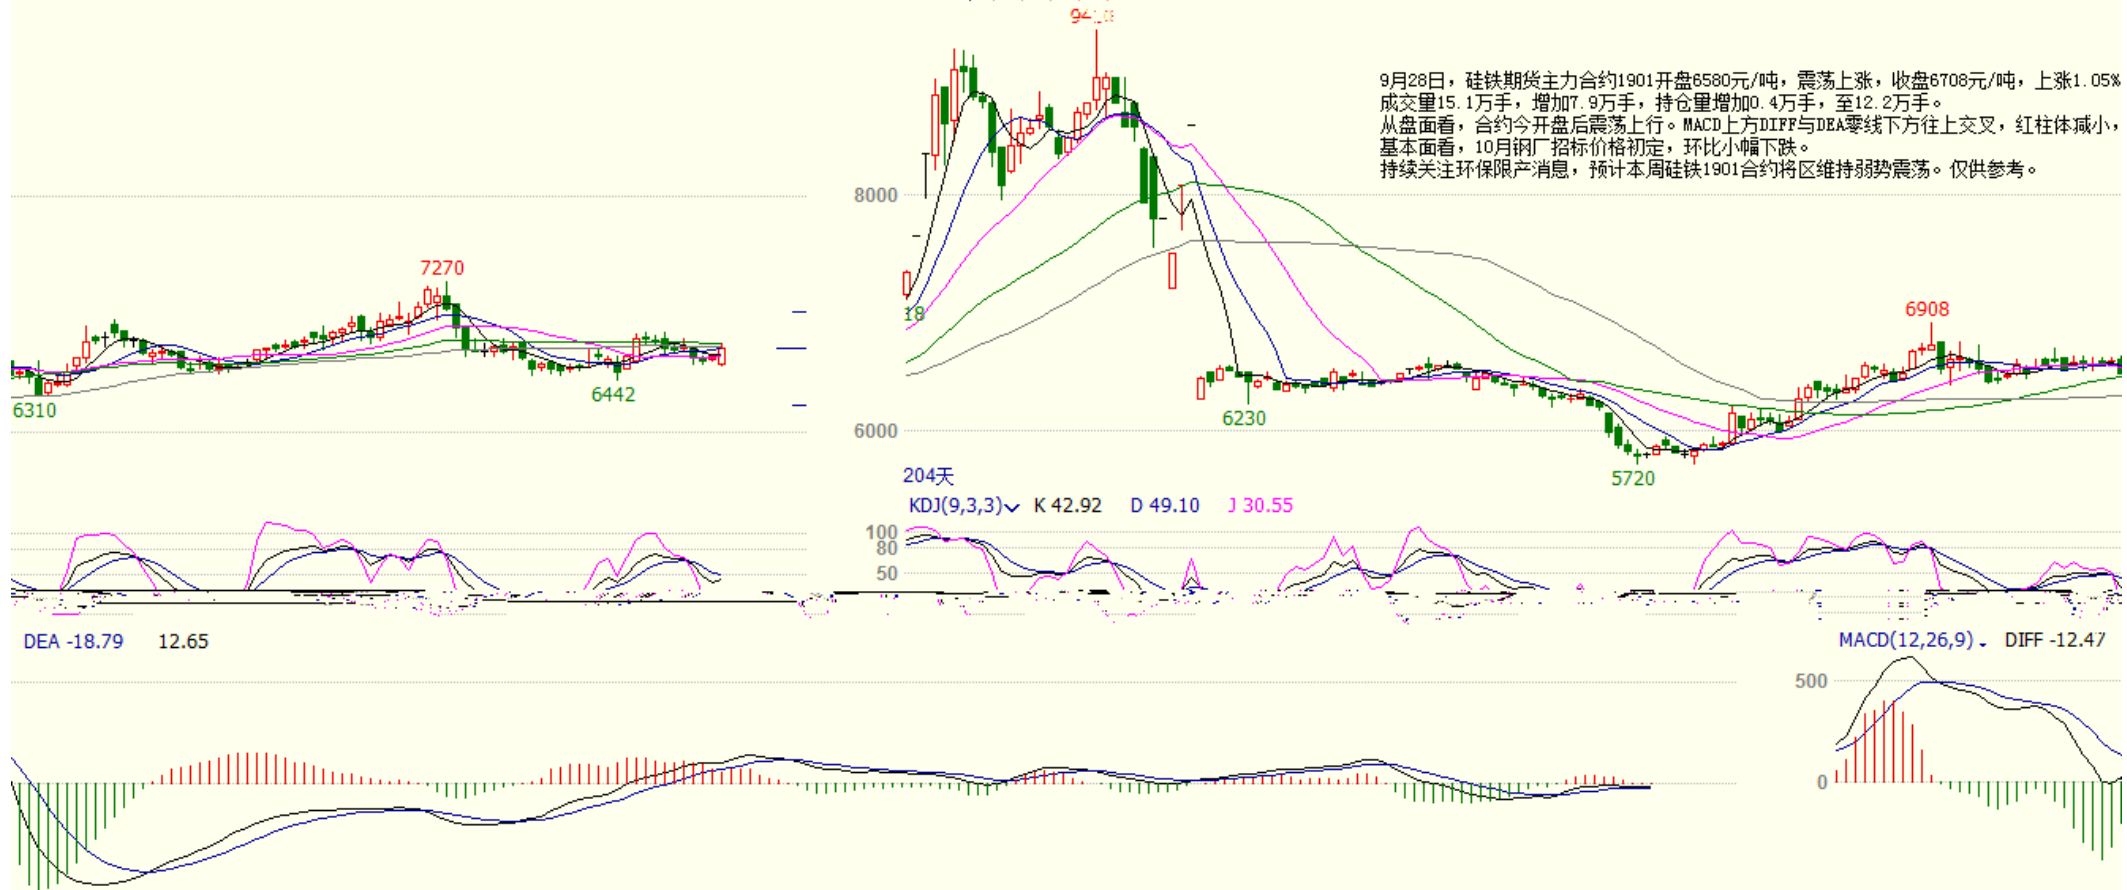 9月28日，硅铁期货主力合约1901开盘6580元/吨，震荡上涨，收盘6708元/吨，上涨1.05%
成交量15.1万手，增加7.9万手，持仓量增加0.4万手，至12.2万手。
从盘面看，合约今开盘后震荡上行。MACD上方DIFF与DEA零线下方往上交叉，红柱体减小，
基本面看，10月钢厂招标价格初定，环比小幅下跌。
持续关注环保限产消息，预计本周硅铁1901合约将区维持弱势震荡。仅供参考。
8000
7270
18
6908
6442
6310
6230
6000
5720
204天
KDJ(9,3,3) K 42.92 D 49.10 J 30.55
100
80
50
DEA -18.79 12.65
MACD(12,26,9) DIFF -12.47
500
0